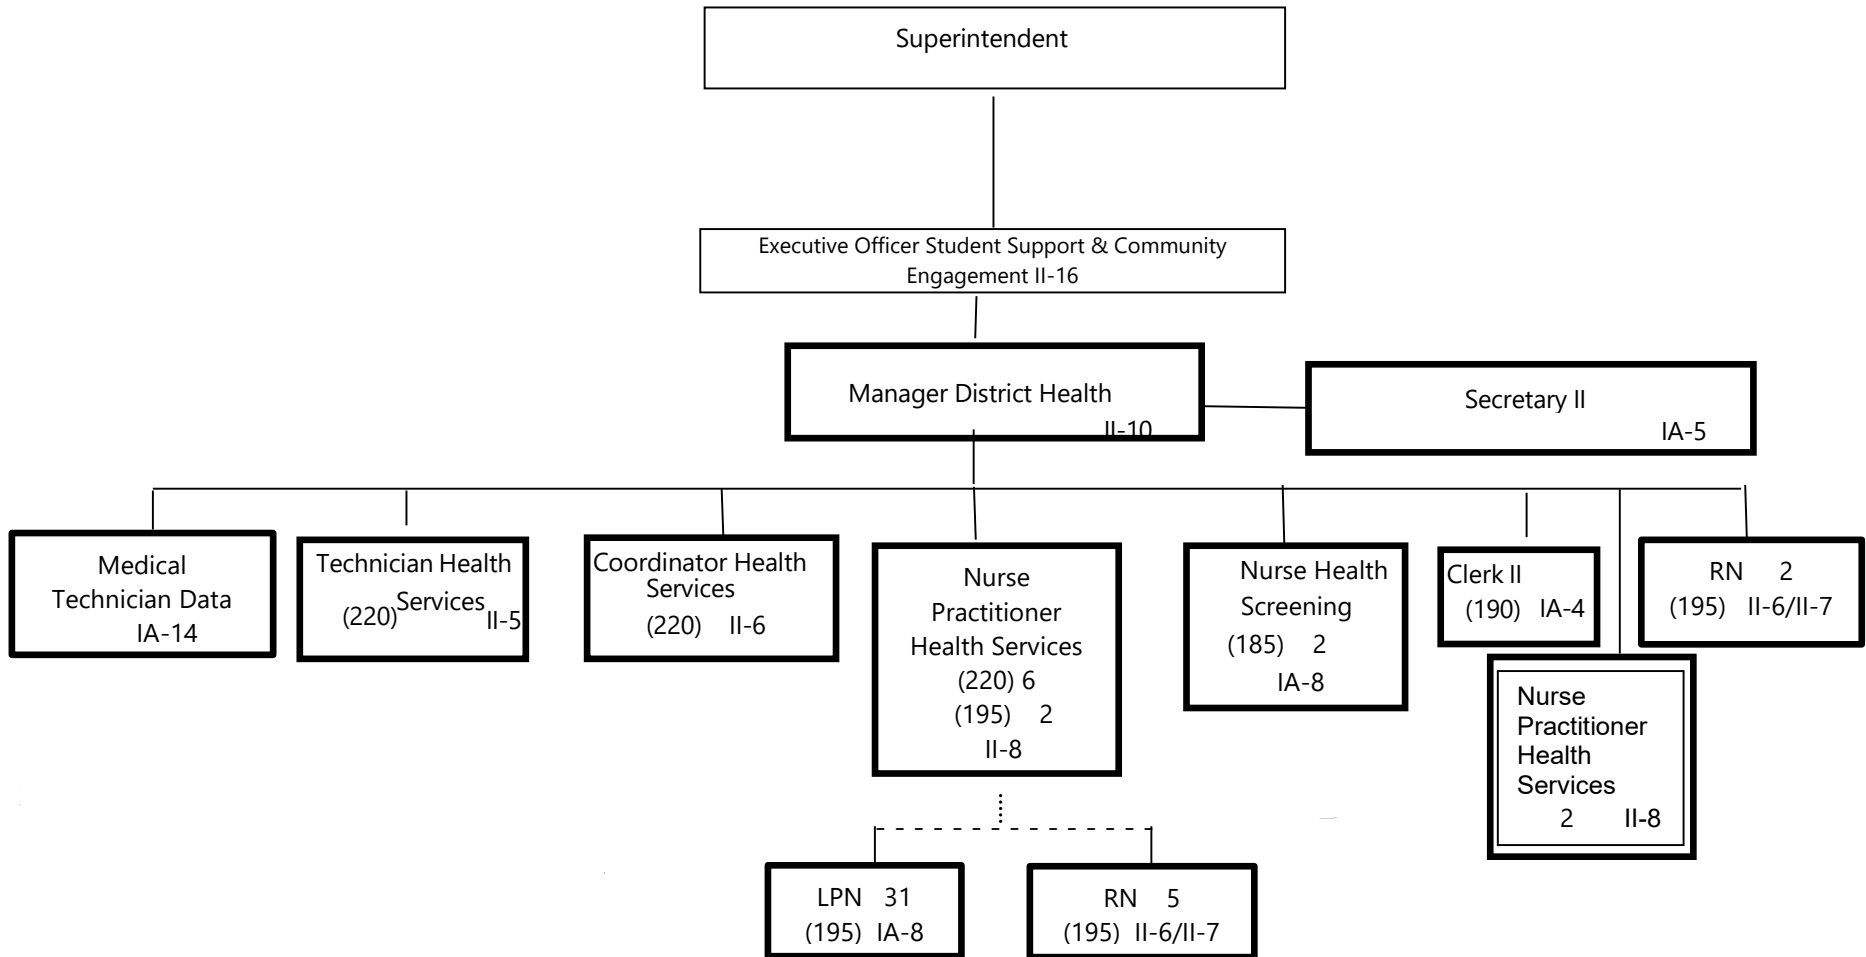 Superintendent
Executive Officer Student Support & Community
Engagement II-16
Manager District Health
II-10
Secretary II
IA-5
Medical
Technician Data
IA-14
Technician Health
Services
(220) II-5
Coordinator Health
Services
(220) II-6
Nurse
Practitioner
Health Services
(220) 6
(195) 2
II-8
Nurse Health
Screening
(185) 2
IA-8
Clerk II
(190) IA-4
RN 2
(195) II-6/II-7
Nurse
Practitioner
Health
Services
2 II-8
LPN 31
(195) IA-8
RN 5
(195) II-6/II-7